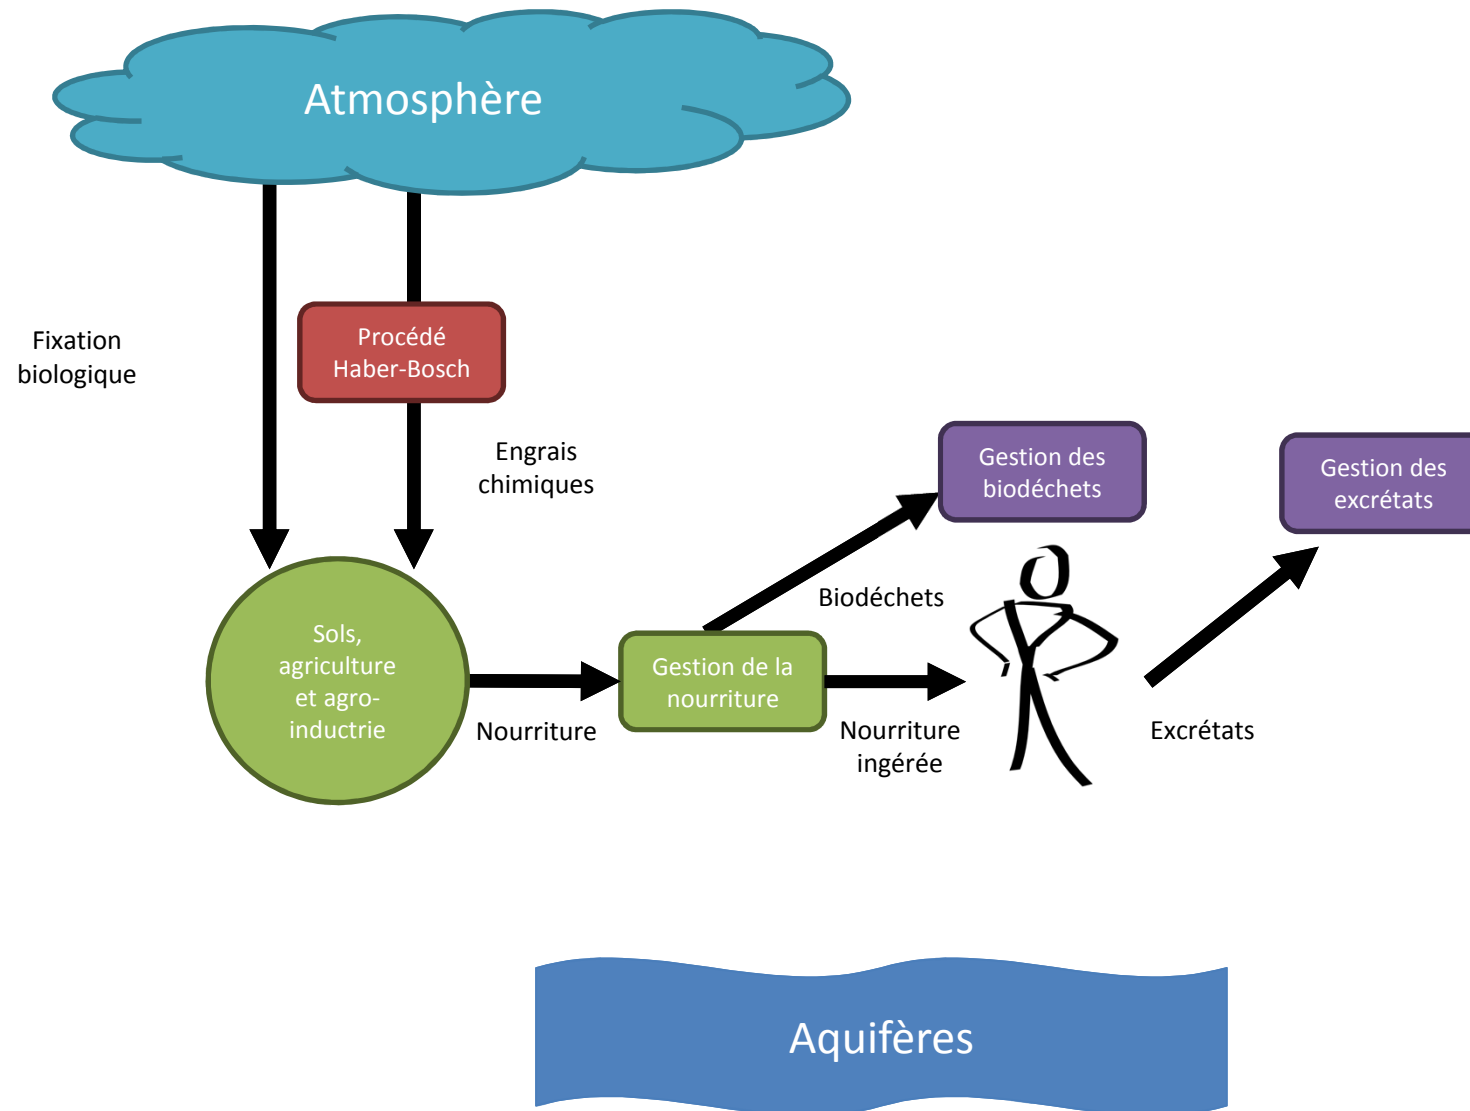 Atmosphère
Fixation
biologique
Procédé
Haber-Bosch
Engrais
chimiques
Gestion des
biodéchets
Gestion des
excrétats
Biodéchets
Sols,
agriculture
et agro-
inductrie
Nourriture
Gestion de la
nourriture
Nourriture
ingérée
Excrétats
Aquifères